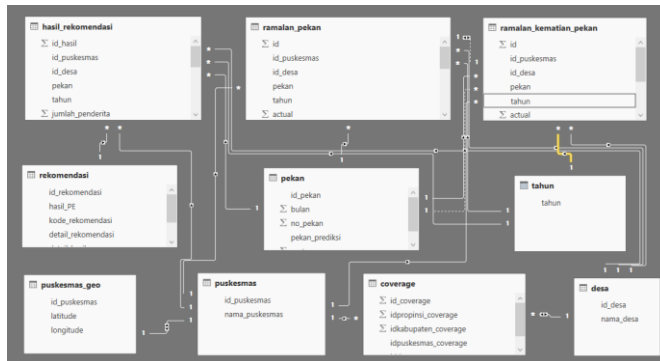 hasil_rekomendasi
Σ id_hasil
id_puskesmas
id_desa
pekan
tahun
Σ jumlah_penderita
ramalan_pekan
Σ id
id_puskesmas
id_desa
pekan
tahun
Σ actual
ramalan_kematian_pekan
Σ id
id_puskesmas
id_desa
pekan
tahun
Σ actual
rekomendasi
id_rekomendasi
hasil_PE
kode_rekomendasi
detail_rekomendasi
pekan
id_pekan
Σ bulan
Σ no_pekan
pekan_prediksi
tahun
tahun
puskesmas_geo
id_puskesmas
latitude
longitude
puskesmas
id_puskesmas
nama_puskesmas
coverage
Σ id_coverage
Σ idpropinsi_coverage
Σ idkabupaten_coverage
idpuskesmas_coverage
desa
id_desa
nama_desa